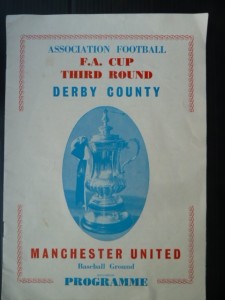 ASSOCIATION FOOTBALL
F.A. CUP
THIRD ROUND
DERBY COUNTY
MANCHESTER UNITED
Baseball Ground
PROGRAMME